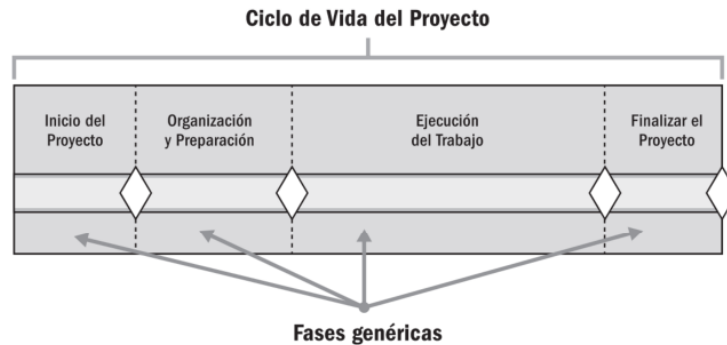 Ciclo de Vida del Proyecto
Inicio del
Proyecto
Organización
y Preparación
Ejecución
del Trabajo
Finalizar el
Proyecto
Fases genéricas